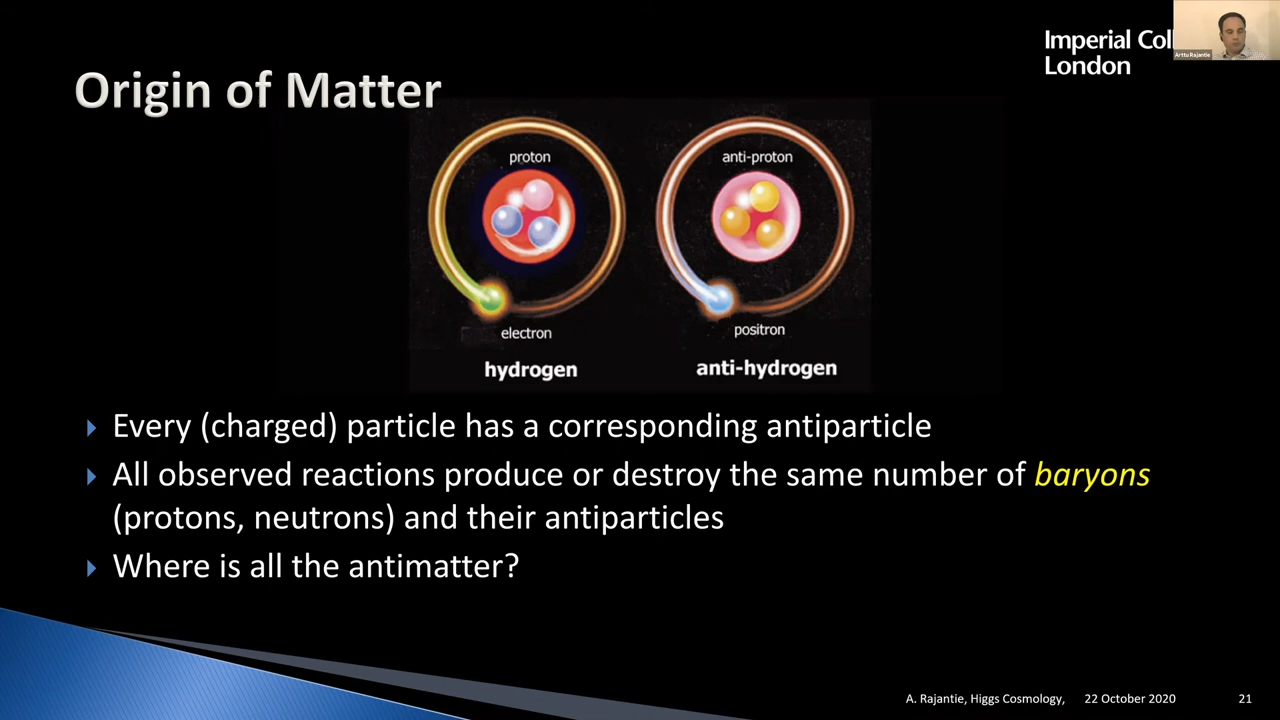 Imperial Col
London
Arttu Rajantie
Origin of Matter
proton
anti-proton
electron
positron
hydrogen
anti-hydrogen
Every (charged) particle has a corresponding antiparticle
All observed reactions produce or destroy the same number of baryons
(protons, neutrons) and their antiparticles
Where is all the antimatter?
A. Rajantie, Higgs Cosmology, 22 October 2020 21